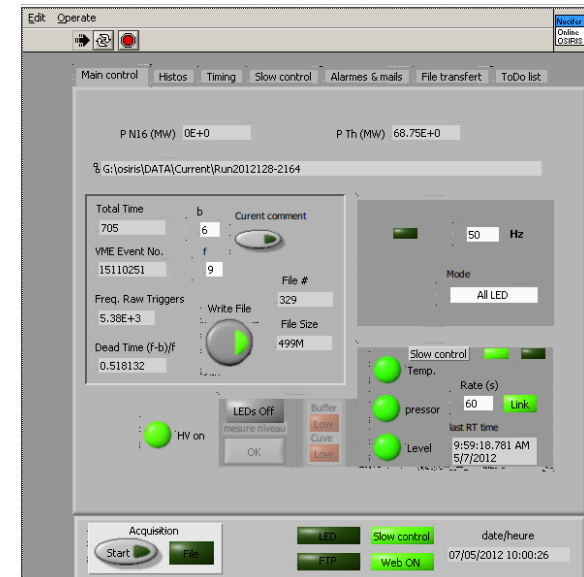 Edit Operate
Nucifer
Online
OSIRIS
Main control Histos Timing Slow control Alarmes & mails File transfert ToDo list
P N16 (MW) 0E+0 P Th (MW) 68.75E+0
G:\osiris\DATA\Current\Run2012128-2164
Total Time b Curent comment
705 6
50 Hz
VME Event No. f
15110251 9
Mode
File #
All LED
Freq. Raw Triggers Write File 329
5.38E+3
File Size
Dead Time (f-b)/f 499M
0.518132
Slow control
Temp.
Rate (s)
LEDs Off Buffer pressor 60 Link
HV on mesure niveau Low last RT time
Cuve
OK Low Level 9:59:18.781 AM
5/7/2012
Acquisition
LED Slow control date/heure
Start File
FTP Web ON 07/05/2012 10:00:26